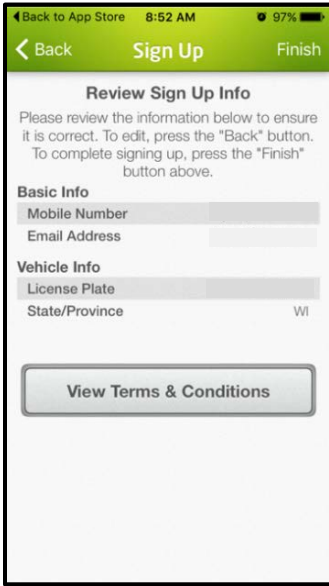 Back to App Store 8:52 AM 97%
Back Sign Up Finish
Review Sign Up Info
Please review the information below to ensure
it is correct. To edit, press the "Back" button.
To complete signing up, press the "Finish"
button above.
Basic Info
Mobile Number
Email Address
Vehicle Info
License Plate
State/Province WI
View Terms & Conditions